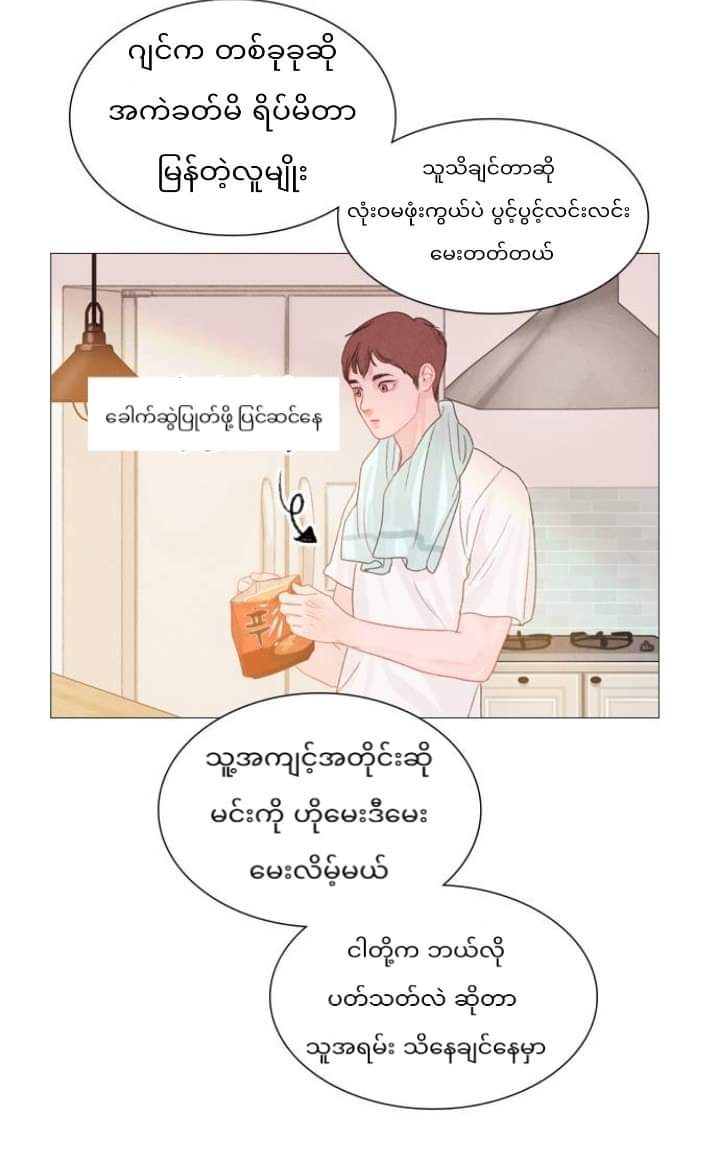 ဂျင်က တစ်ခုခုဆို
အကဲခတ်မိ ရိပ်မိတာ
မြန်တဲ့လူမျိုး
သူသိချင်တာဆို
လုံးဝမဖုံးကွယ်ပဲ ပွင့်ပွင့်လင်းလင်း
မေးတတ်တယ်
ခေါက်ဆွဲပြုတ်ဖို့ ပြင်ဆင်နေ
သူ့အကျင့်အတိုင်းဆို
မင်းကို ဟိုမေးဒီမေး
မေးလိမ့်မယ်
ငါတို့က ဘယ်လို
ပတ်သတ်လဲ ဆိုတာ
သူအရမ်း သိနေချင်နေမှာ